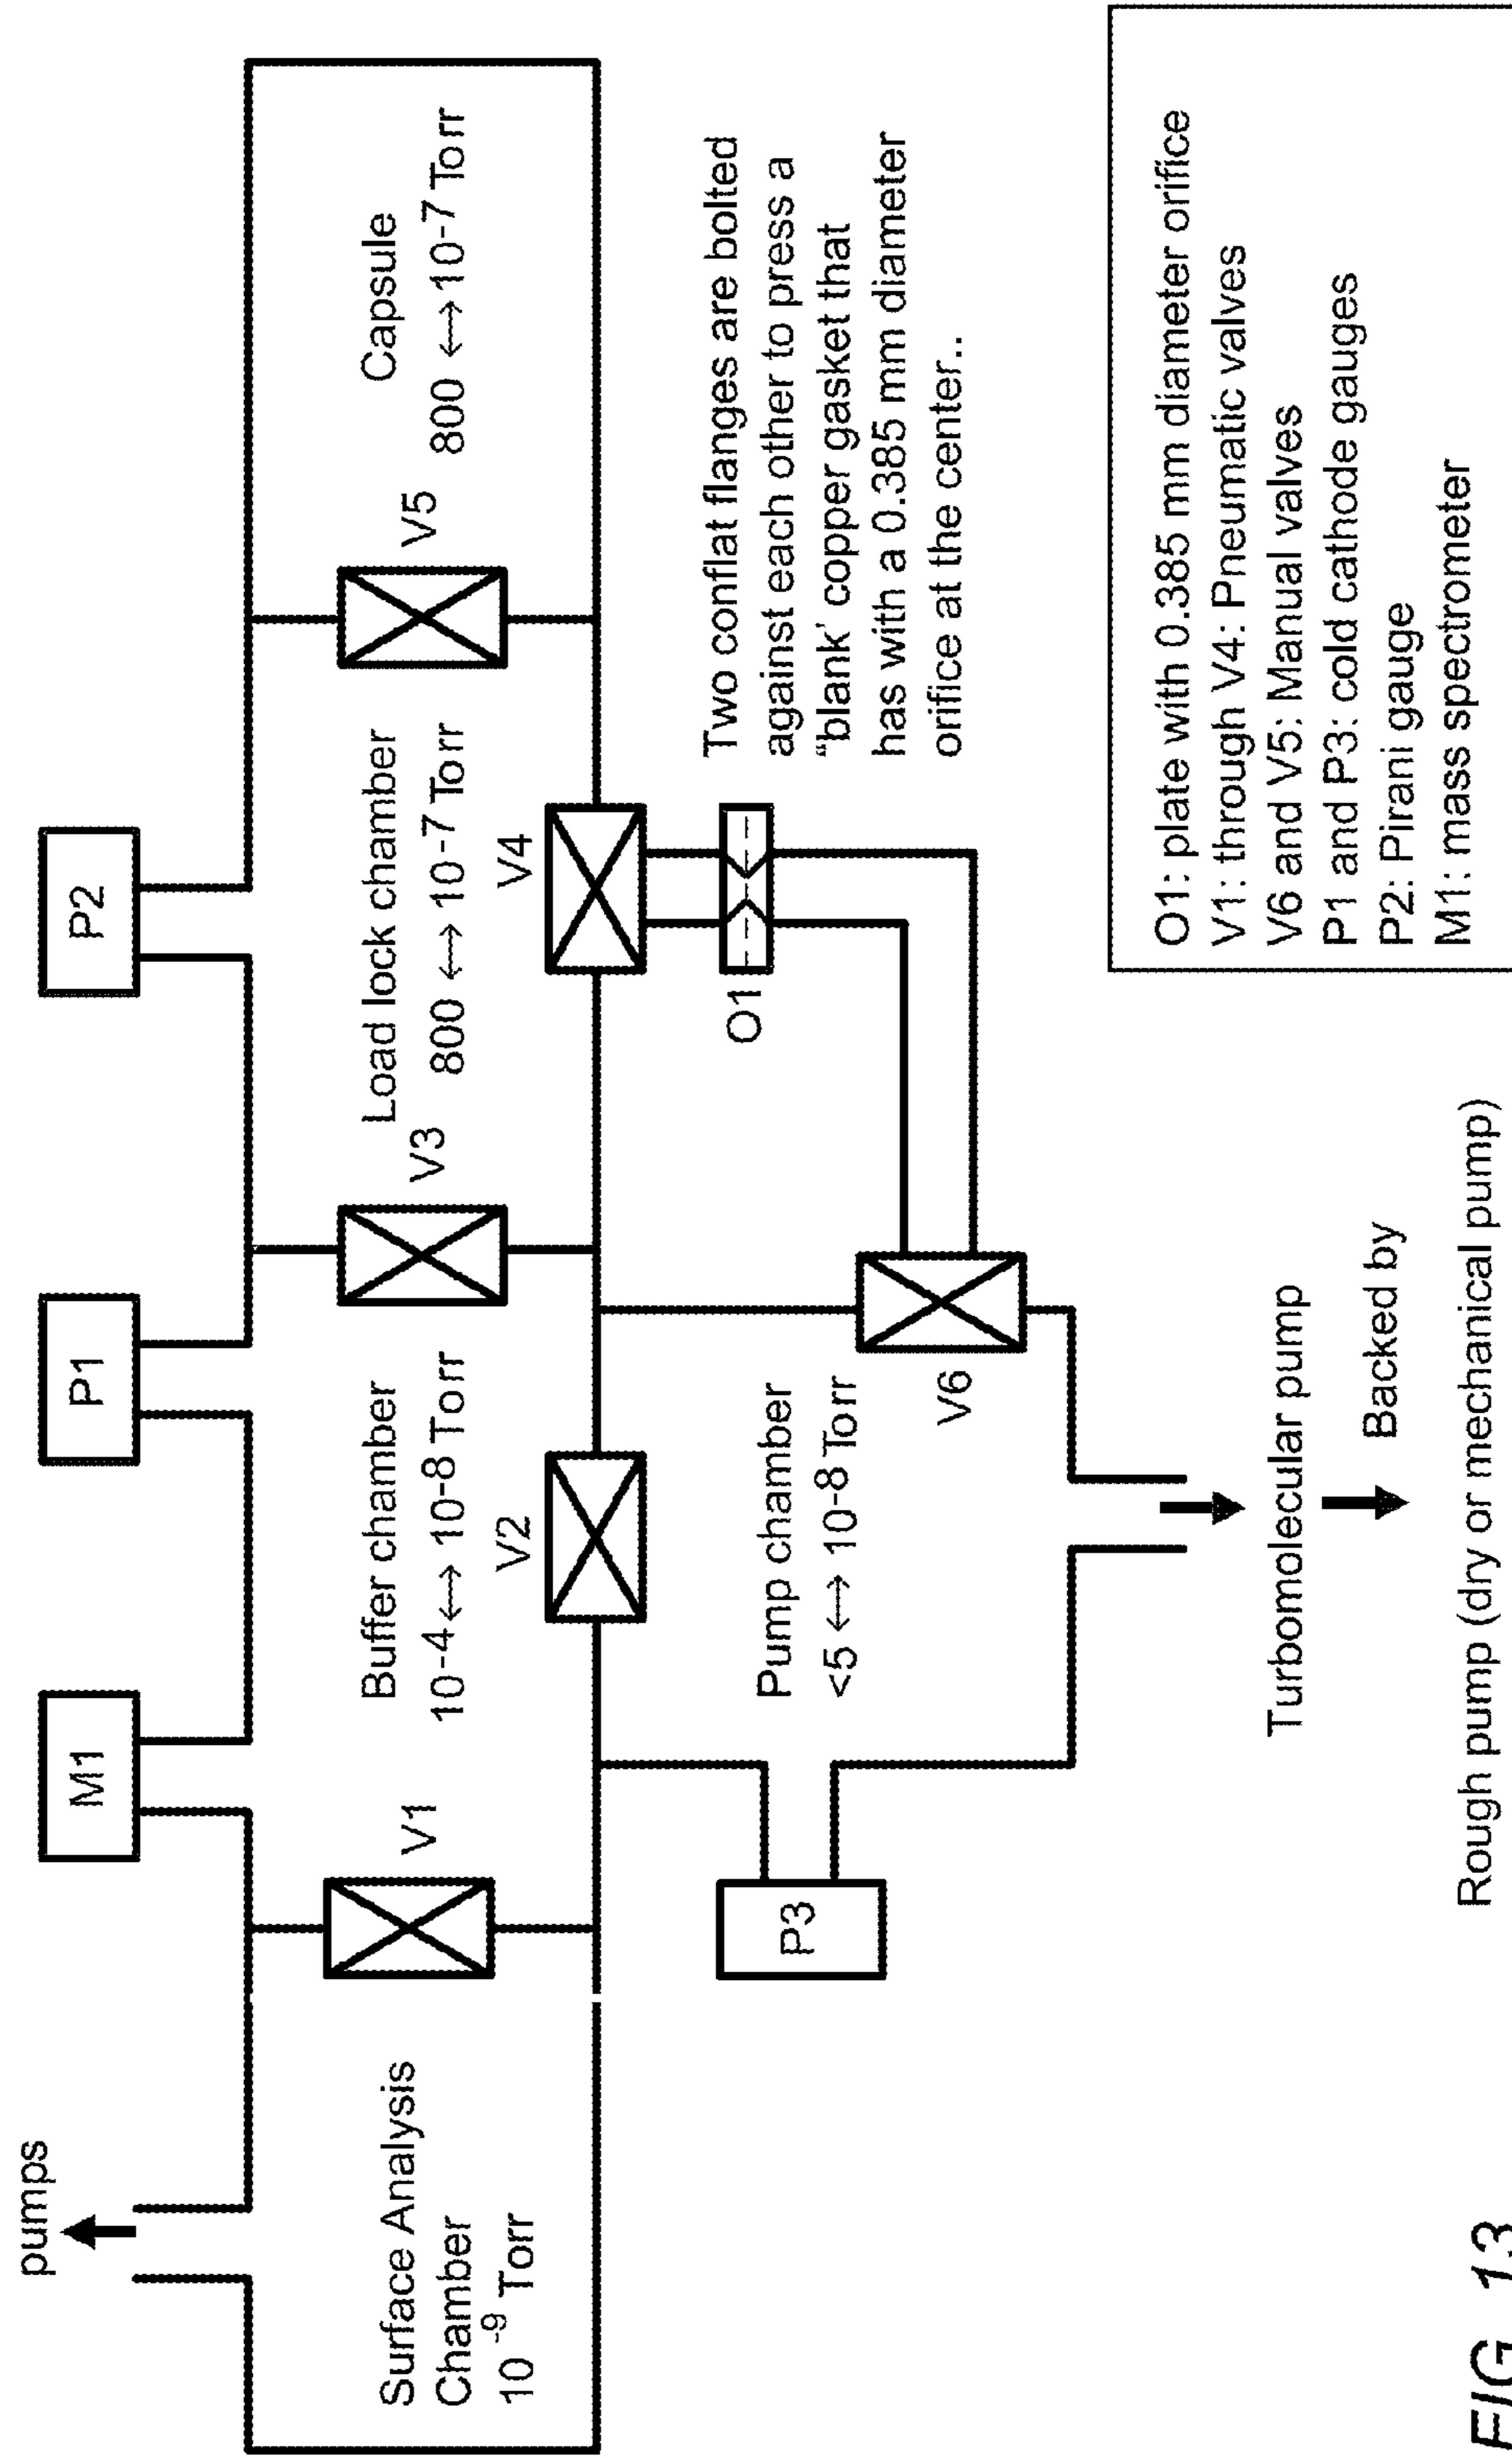 pumps
M1
P1
P2
Surface Analysis
Chamber
10 -9 Torr
V1
Buffer chamber
10-4 ↔ 10-8 Torr
V2
V3
Load lock chamber
800 ↔ 10-7 Torr
V4
V5
Capsule
800 ↔ 10-7 Torr
P3
Pump chamber
<5 ↔ 10-8 Torr
V6
O1
Two conflat flanges are bolted
against each other to press a
“blank’ copper gasket that
has with a 0.385 mm diameter
orifice at the center..
Turbomolecular pump
Backed by
Rough pump (dry or mechanical pump)
O1: plate with 0.385 mm diameter orifice
V1: through V4: Pneumatic valves
V6 and V5: Manual valves
P1 and P3: cold cathode gauges
P2: Pirani gauge
M1: mass spectrometer
FIG. 13